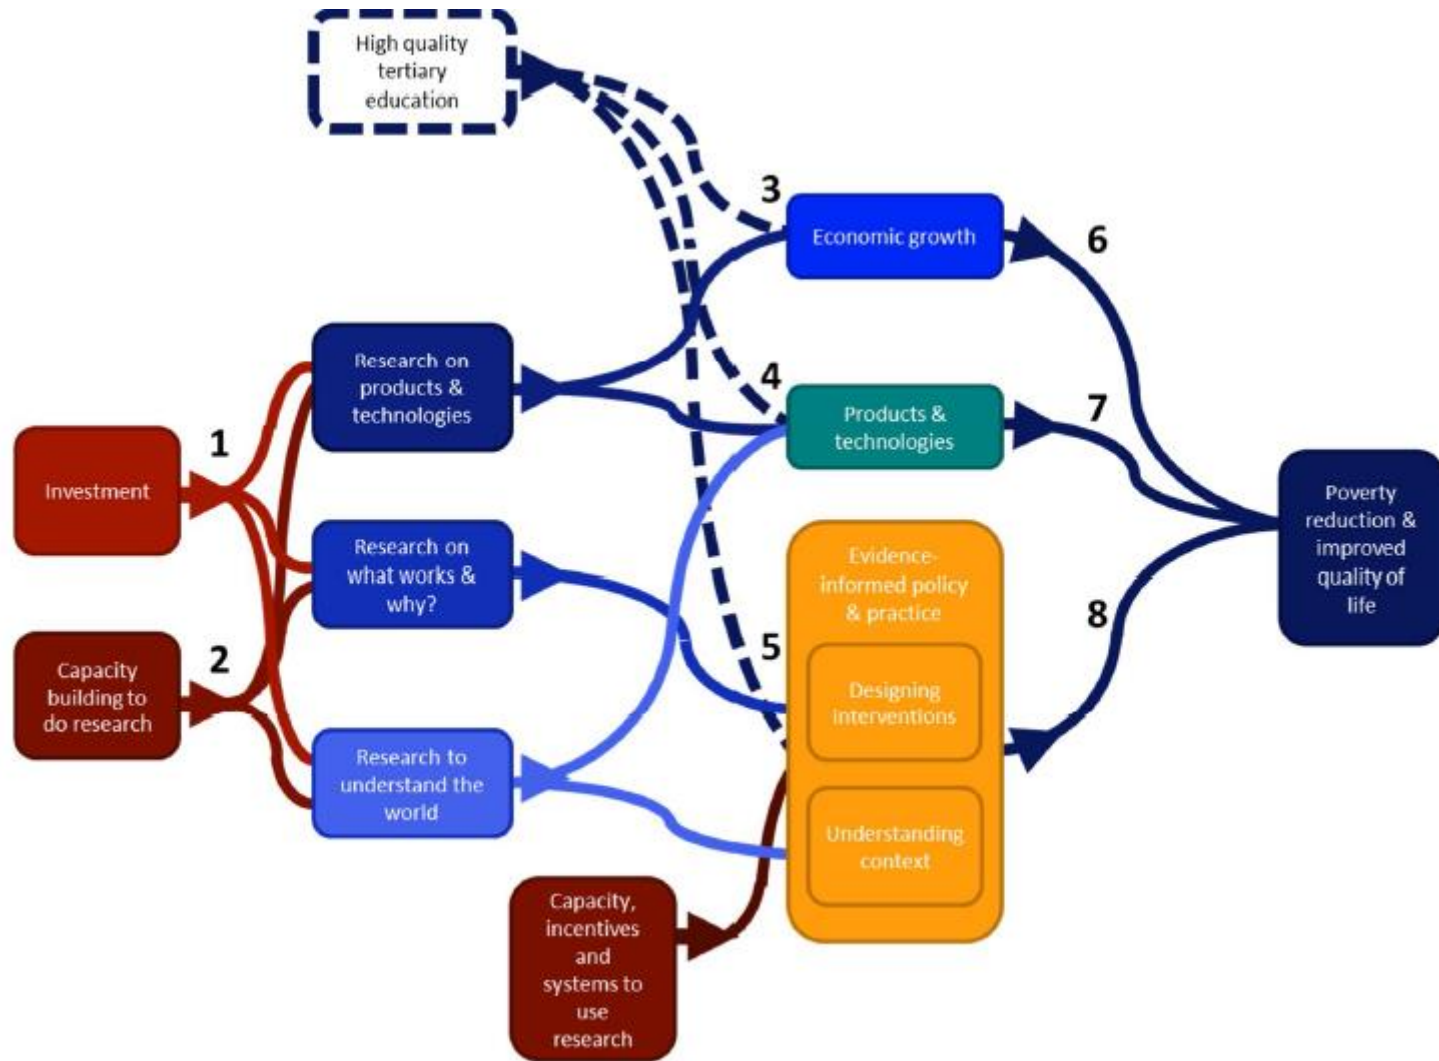 High quality
tertiary
education
3
Economic growth
6
Research on
products &
technologies
4
Products &
technologies
7
1
Investment
Research on
what works &
why?
Evidence-
informed policy
& practice
Poverty
reduction &
improved
quality of
life
2
Capacity
building to
do research
5
Designing
interventions
8
Research to
understand the
world
Understanding
context
Capacity,
incentives
and
systems to
use
research